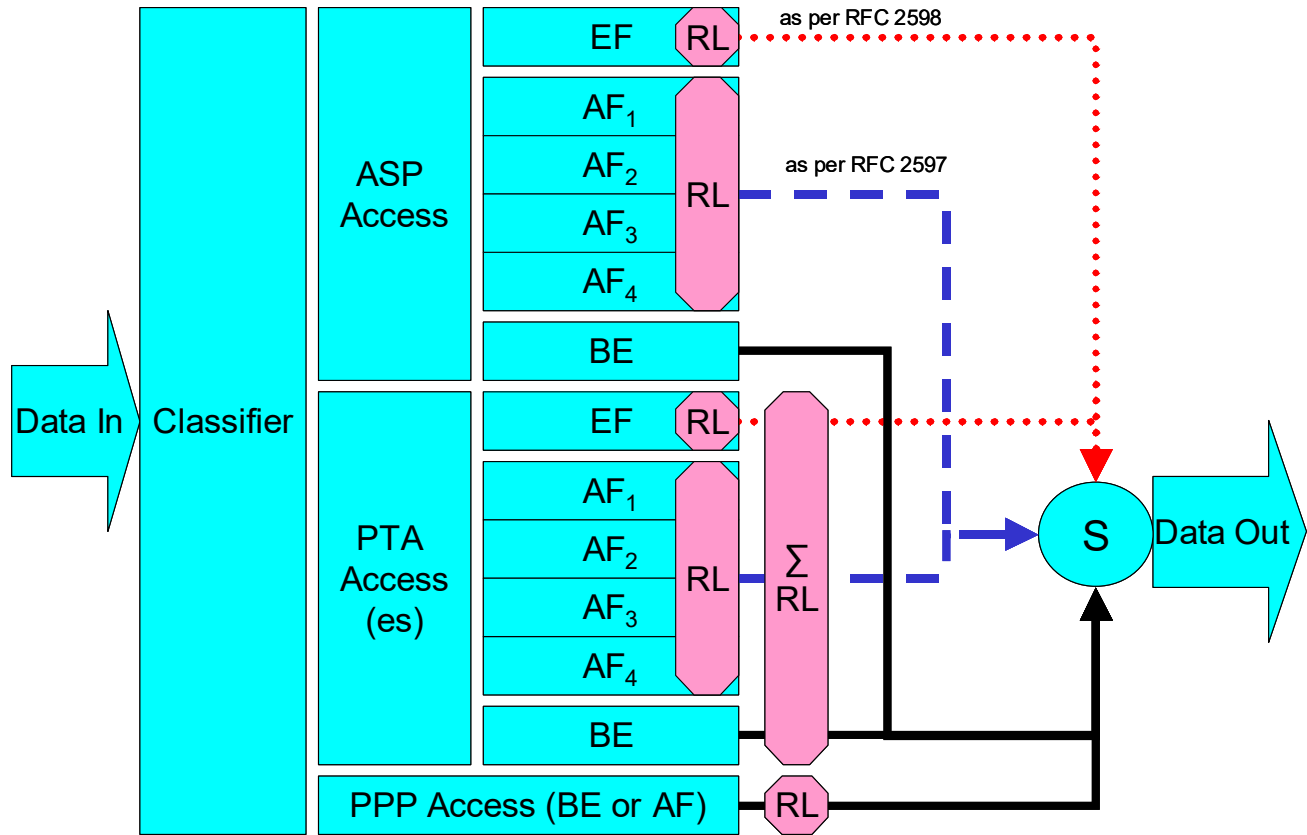 as per RFC 2598
EF
RL
AF1
AF2
AF3
AF4
RL
as per RFC 2597
ASP
Access
BE
Data In
Classifier
EF
RL
PTA
Access
(es)
AF1
AF2
AF3
AF4
RL
Σ
RL
BE
S
Data Out
PPP Access (BE or AF)
RL